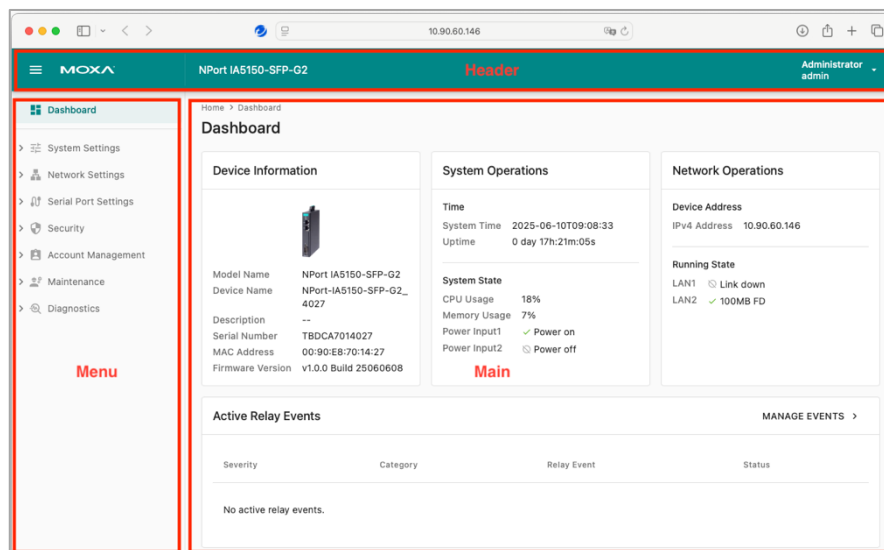 10.90.60.146
MOXA
NPort IA5150-SFP-G2
Header
Administrator
admin
Dashboard
System Settings
Network Settings
Serial Port Settings
Security
Account Management
Maintenance
Diagnostics
Menu
Home > Dashboard
Dashboard
Device Information
Model Name NPort IA5150-SFP-G2
Device Name NPort-IA5150-SFP-G2_
4027
Description --
Serial Number TBDCA7014027
MAC Address 00:90:E8:70:14:27
Firmware Version v1.0.0 Build 25060608
System Operations
Time
System Time 2025-06-10T09:08:33
Uptime 0 day 17h:21m:05s
System State
CPU Usage 18%
Memory Usage 7%
Power Input1 Power on
Power Input2 Power off
Main
Network Operations
Device Address
IPv4 Address 10.90.60.146
Running State
LAN1 Link down
LAN2 100MB FD
Active Relay Events
MANAGE EVENTS >
Severity Category Relay Event Status
No active relay events.